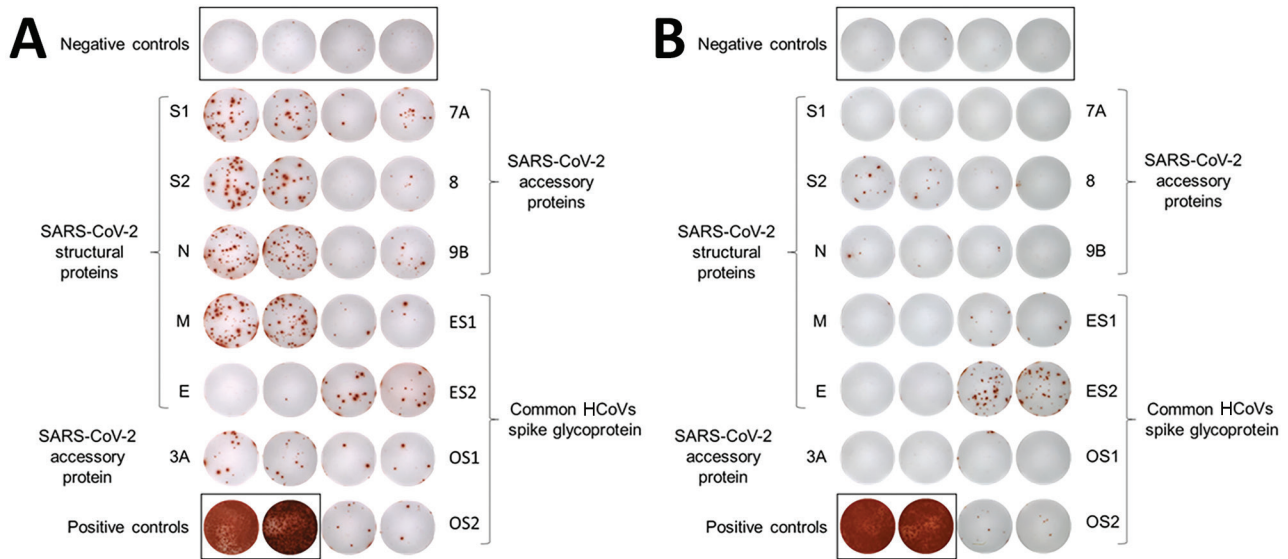 A
Negative controls
S1
7A
S2
8
SARS-CoV-2
accessory
proteins
SARS-CoV-2
structural
proteins
N
9B
M
ES1
E
ES2
Common HCoVs
spike glycoprotein
SARS-CoV-2
accessory
protein
3A
OS1
Positive controls
OS2
B
Negative controls
S1
7A
S2
8
SARS-CoV-2
accessory
proteins
SARS-CoV-2
structural
proteins
N
9B
M
ES1
E
ES2
Common HCoVs
spike glycoprotein
SARS-CoV-2
accessory
protein
3A
OS1
Positive controls
OS2